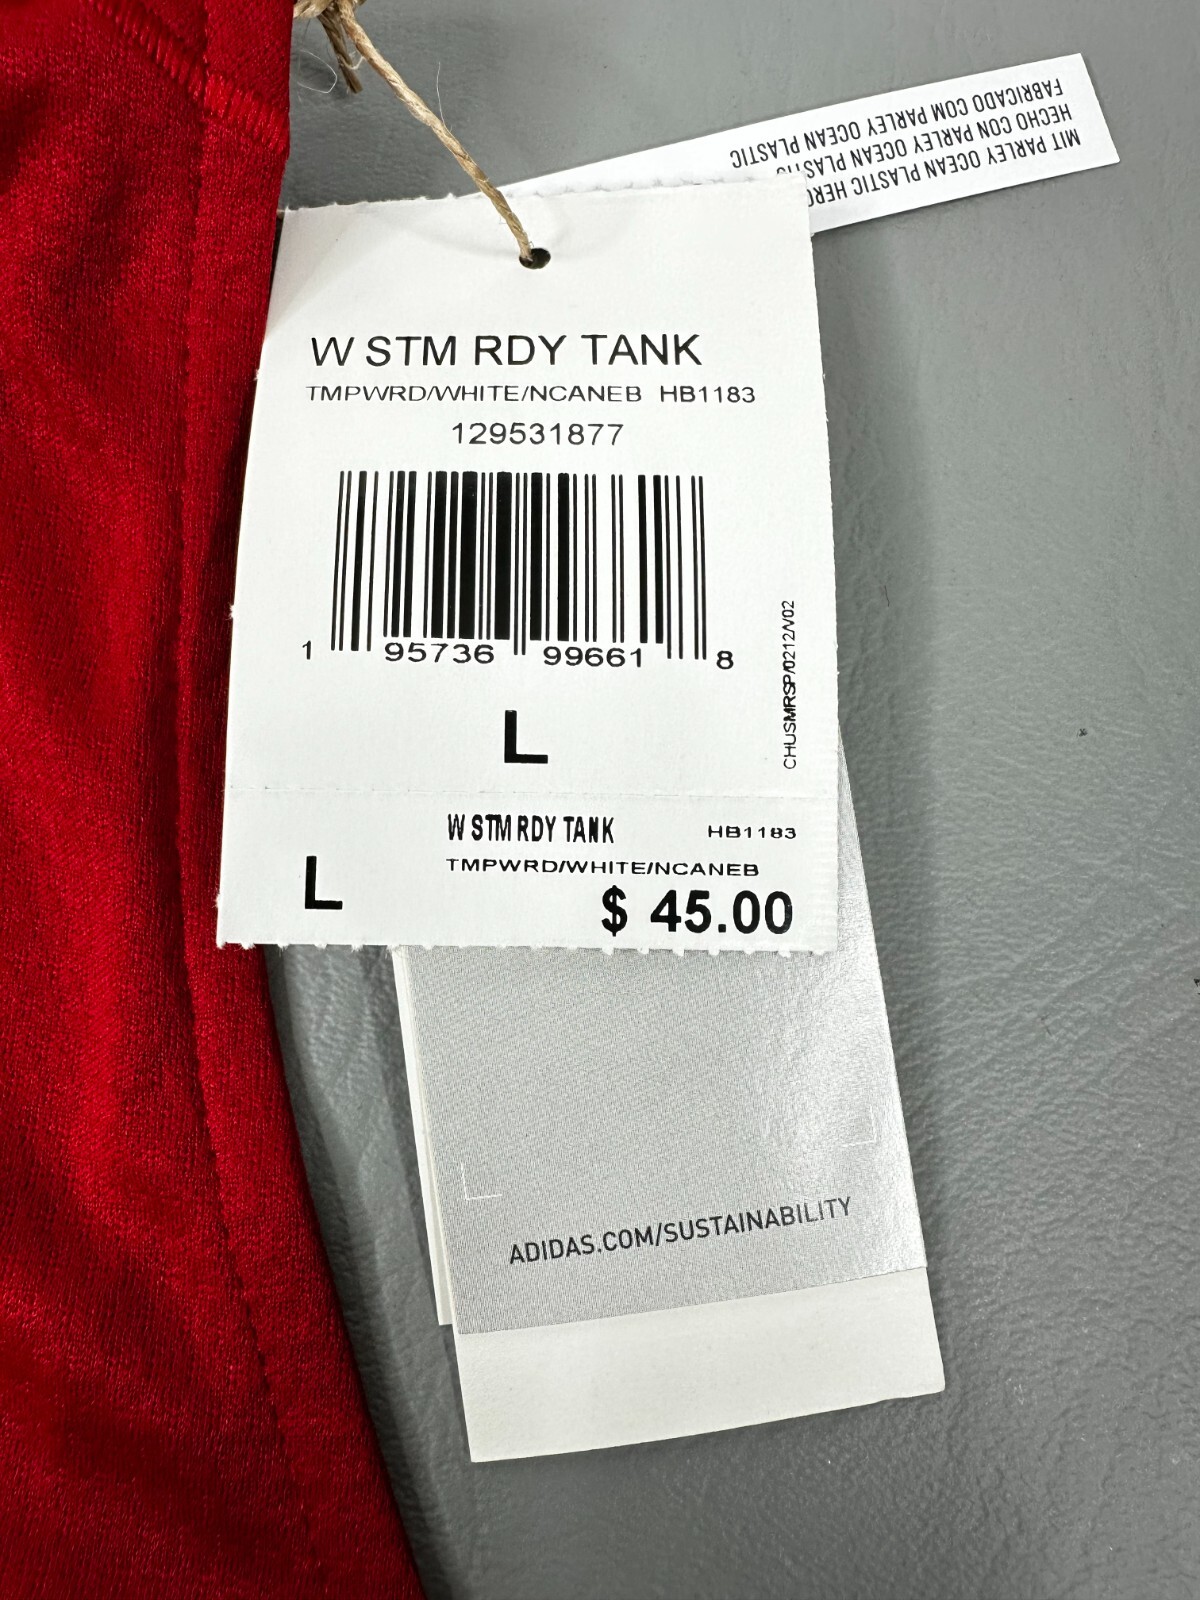 MIT PARLEY OCEAN PLASTIC
HECHO CON PARLEY OCEAN
FABRICADO COM PARLEY OCEAN PLASTIC
W STM RDY TANK
TMPWRD/WHITE/NCANEB HB1183
129531877
1 95736 99661 8
CHUSMRSP/0212/V02
L
W STM RDY TANK HB1183
TMPWRD/WHITE/NCANEB
L $ 45.00
ADIDAS.COM/SUSTAINABILITY